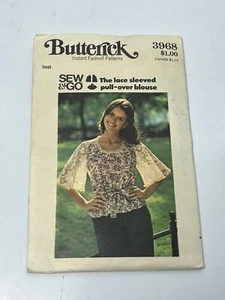 Butterick
3968
Instant Fashion Patterns
$1.00
SEW & GO
The lace sleeved
pull-over blouse